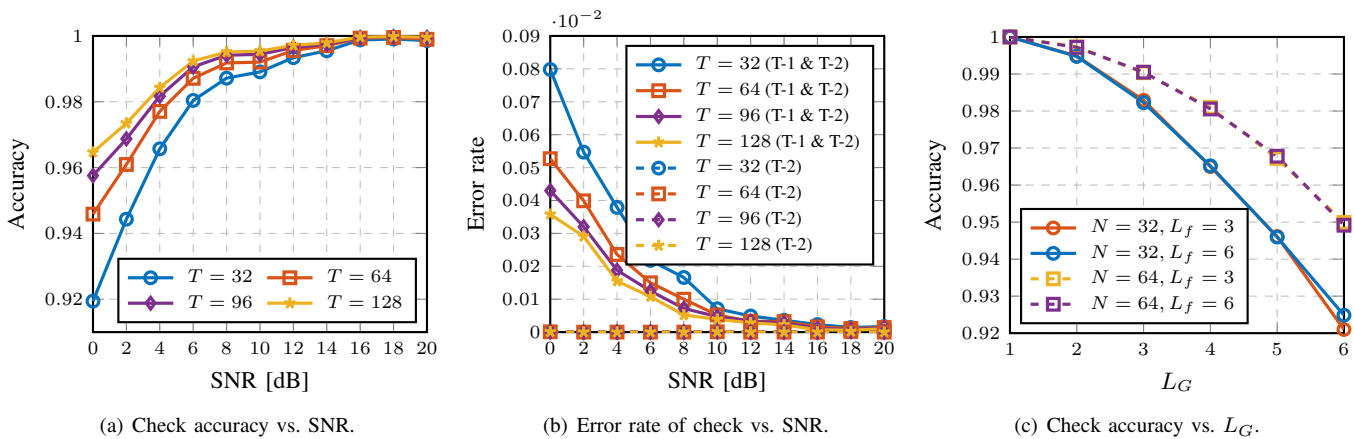 1
0.98
0.96
0.94
0.92
Accuracy
0 2 4 6 8 10 12 14 16 18 20
SNR [dB]
T = 32
T = 64
T = 96
T = 128
(a) Check accuracy vs. SNR.
·10⁻²
0.09
0.08
0.07
0.06
0.05
0.04
0.03
0.02
0.01
0
Error rate
0 2 4 6 8 10 12 14 16 18 20
SNR [dB]
T = 32 (T-1 & T-2)
T = 64 (T-1 & T-2)
T = 96 (T-1 & T-2)
T = 128 (T-1 & T-2)
T = 32 (T-2)
T = 64 (T-2)
T = 96 (T-2)
T = 128 (T-2)
(b) Error rate of check vs. SNR.
1
0.99
0.98
0.97
0.96
0.95
0.94
0.93
0.92
Accuracy
1 2 3 4 5 6
L_G
N = 32, L_f = 3
N = 32, L_f = 6
N = 64, L_f = 3
N = 64, L_f = 6
(c) Check accuracy vs. L_G.